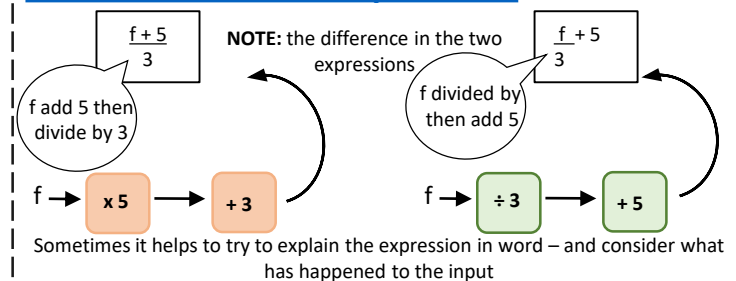 f + 5
3
NOTE: the difference in the two
expressions
f + 5
3
f add 5 then
divide by 3
f divided by
then add 5
f
x 5
+ 3
f
÷ 3
+ 5
Sometimes it helps to try to explain the expression in word – and consider what
has happened to the input